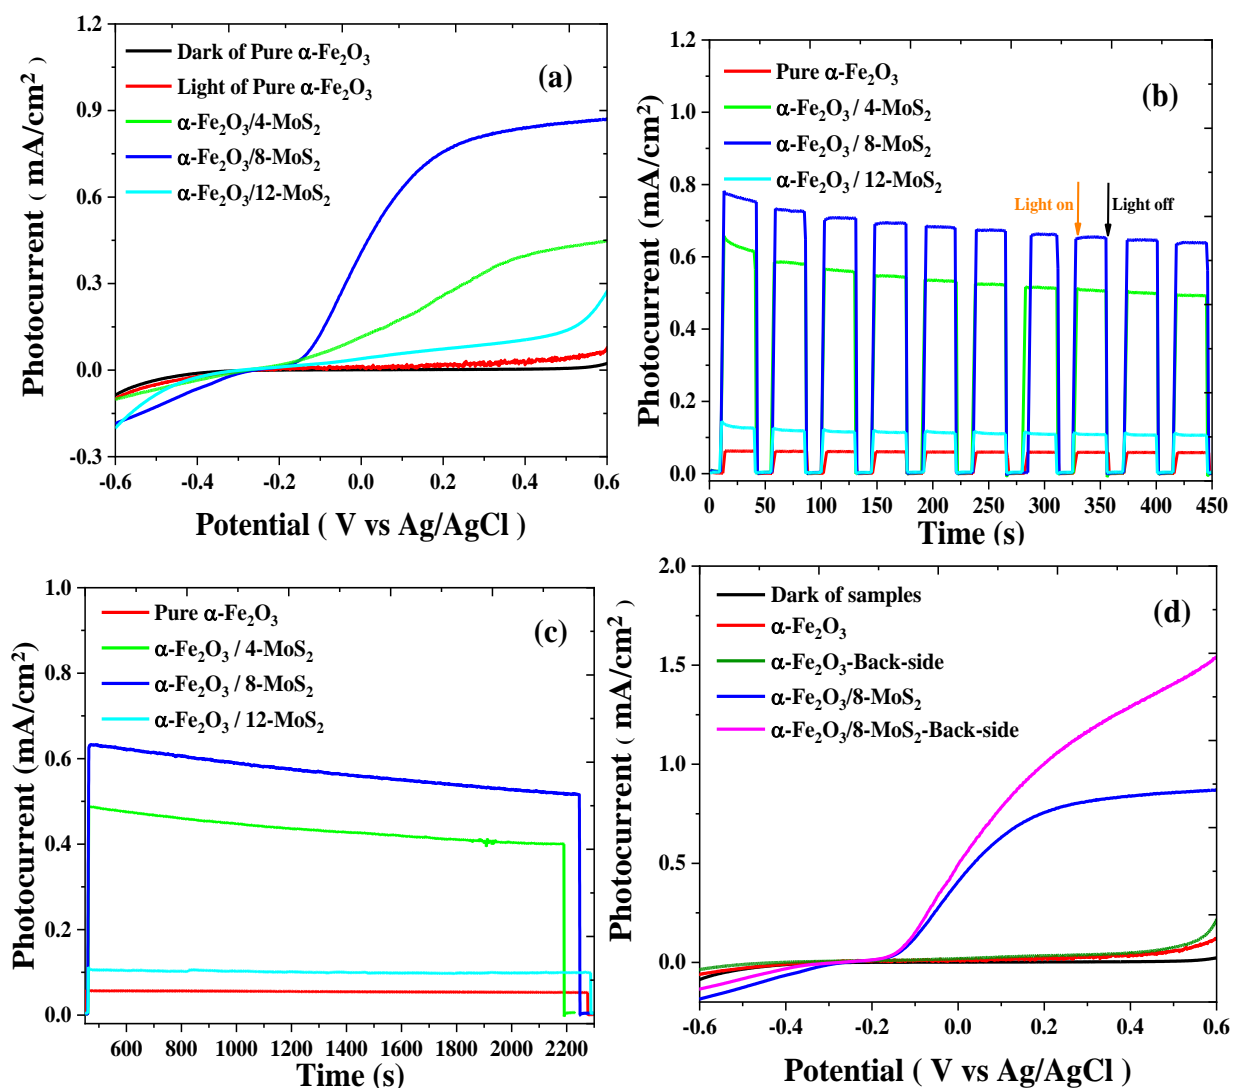 Photocurrent ( mA/cm²)
1.2
0.9
0.6
0.3
0.0
-0.3
Dark of Pure α-Fe₂O₃
Light of Pure α-Fe₂O₃
α-Fe₂O₃/4-MoS₂
α-Fe₂O₃/8-MoS₂
α-Fe₂O₃/12-MoS₂
(a)
-0.6 -0.4 -0.2 0.0 0.2 0.4 0.6
Potential ( V vs Ag/AgCl )
Photocurrent (mA/cm²)
1.2
1.0
0.8
0.6
0.4
0.2
0.0
Pure α-Fe₂O₃
α-Fe₂O₃ / 4-MoS₂
α-Fe₂O₃ / 8-MoS₂
α-Fe₂O₃ / 12-MoS₂
(b)
Light on
Light off
0 50 100 150 200 250 300 350 400 450
Time (s)
Photocurrent (mA/cm²)
1.0
0.8
0.6
0.4
0.2
0.0
Pure α-Fe₂O₃
α-Fe₂O₃ / 4-MoS₂
α-Fe₂O₃ / 8-MoS₂
α-Fe₂O₃ / 12-MoS₂
(c)
600 800 1000 1200 1400 1600 1800 2000 2200
Time (s)
Photocurrent ( mA/cm²)
2.0
1.5
1.0
0.5
0.0
Dark of samples
α-Fe₂O₃
α-Fe₂O₃-Back-side
α-Fe₂O₃/8-MoS₂
α-Fe₂O₃/8-MoS₂-Back-side
(d)
-0.6 -0.4 -0.2 0.0 0.2 0.4 0.6
Potential ( V vs Ag/AgCl )